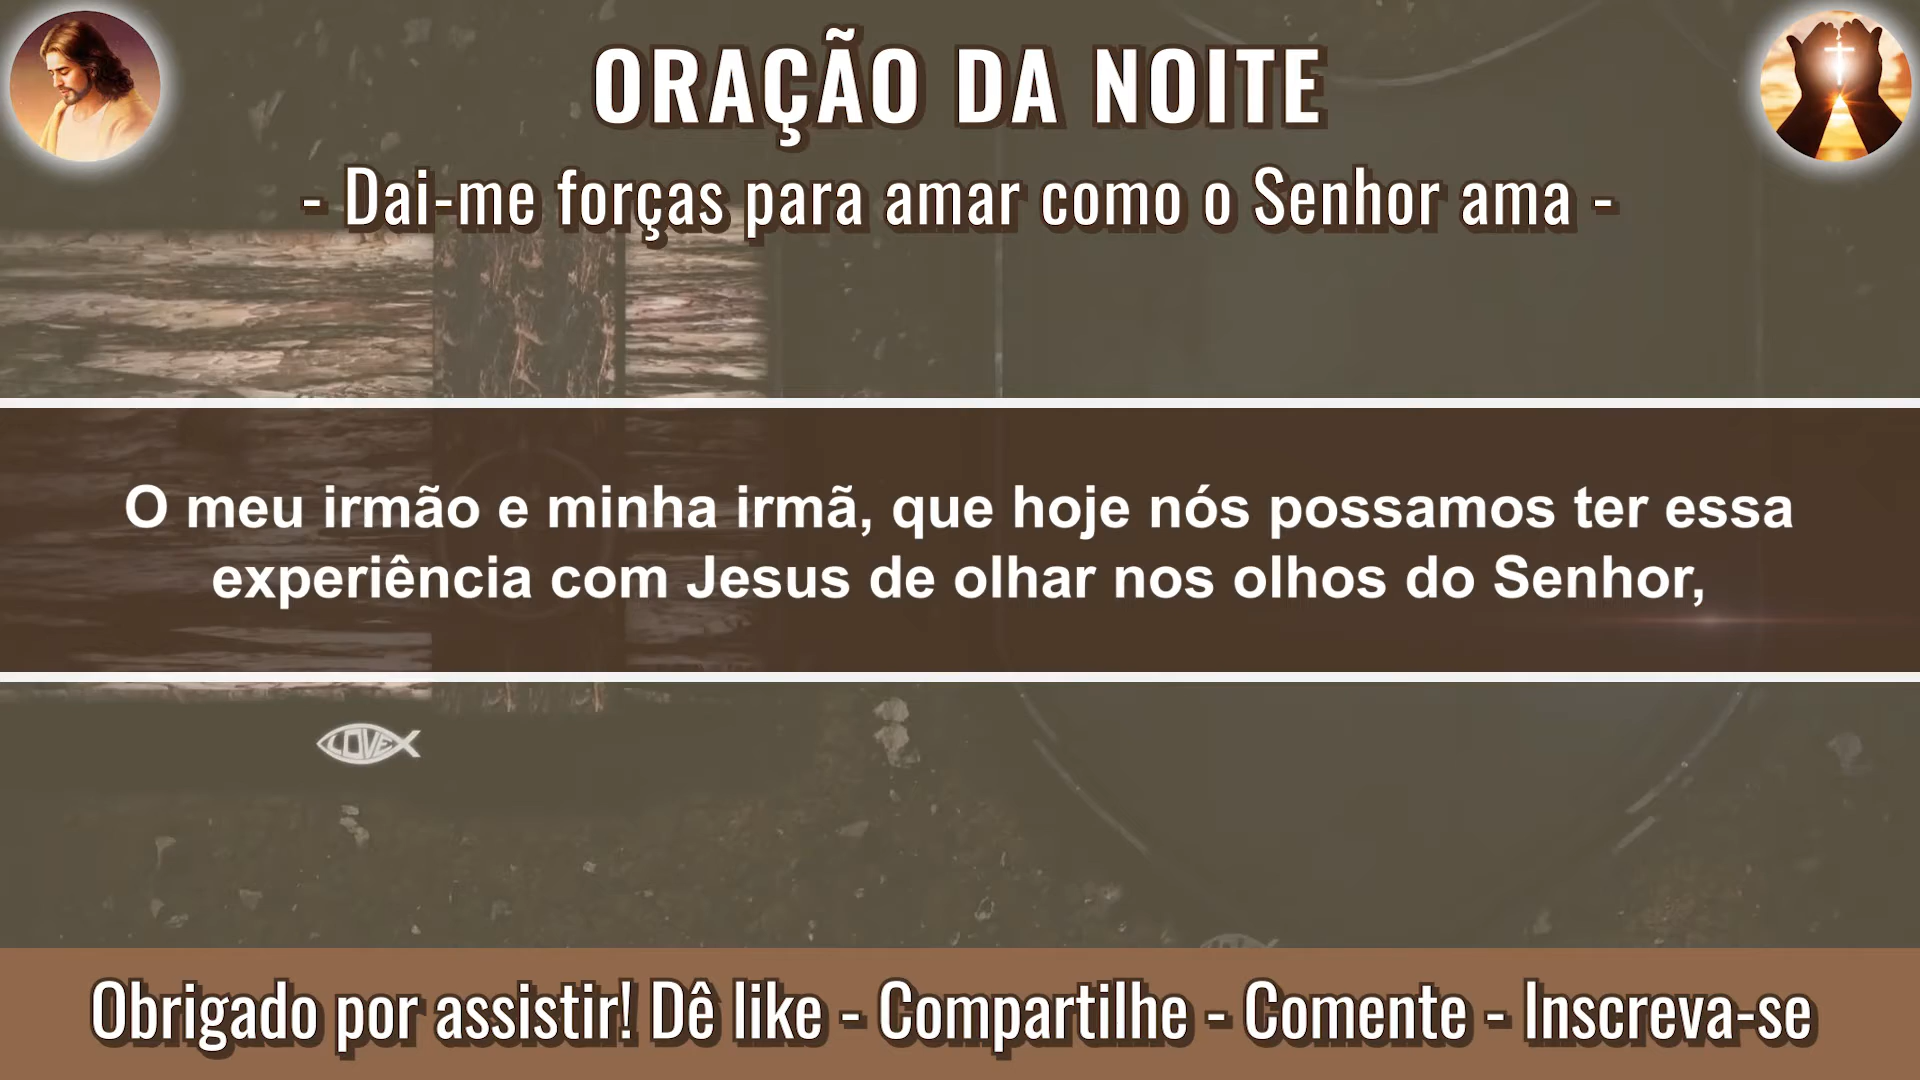 ORAÇÃO DA NOITE
- Dai-me forças para amar como o Senhor ama -
O meu irmão e minha irmã, que hoje nós possamos ter essa
experiência com Jesus de olhar nos olhos do Senhor,
LOVE
Obrigado por assistir! Dê like - Compartilhe - Comente - Inscreva-se